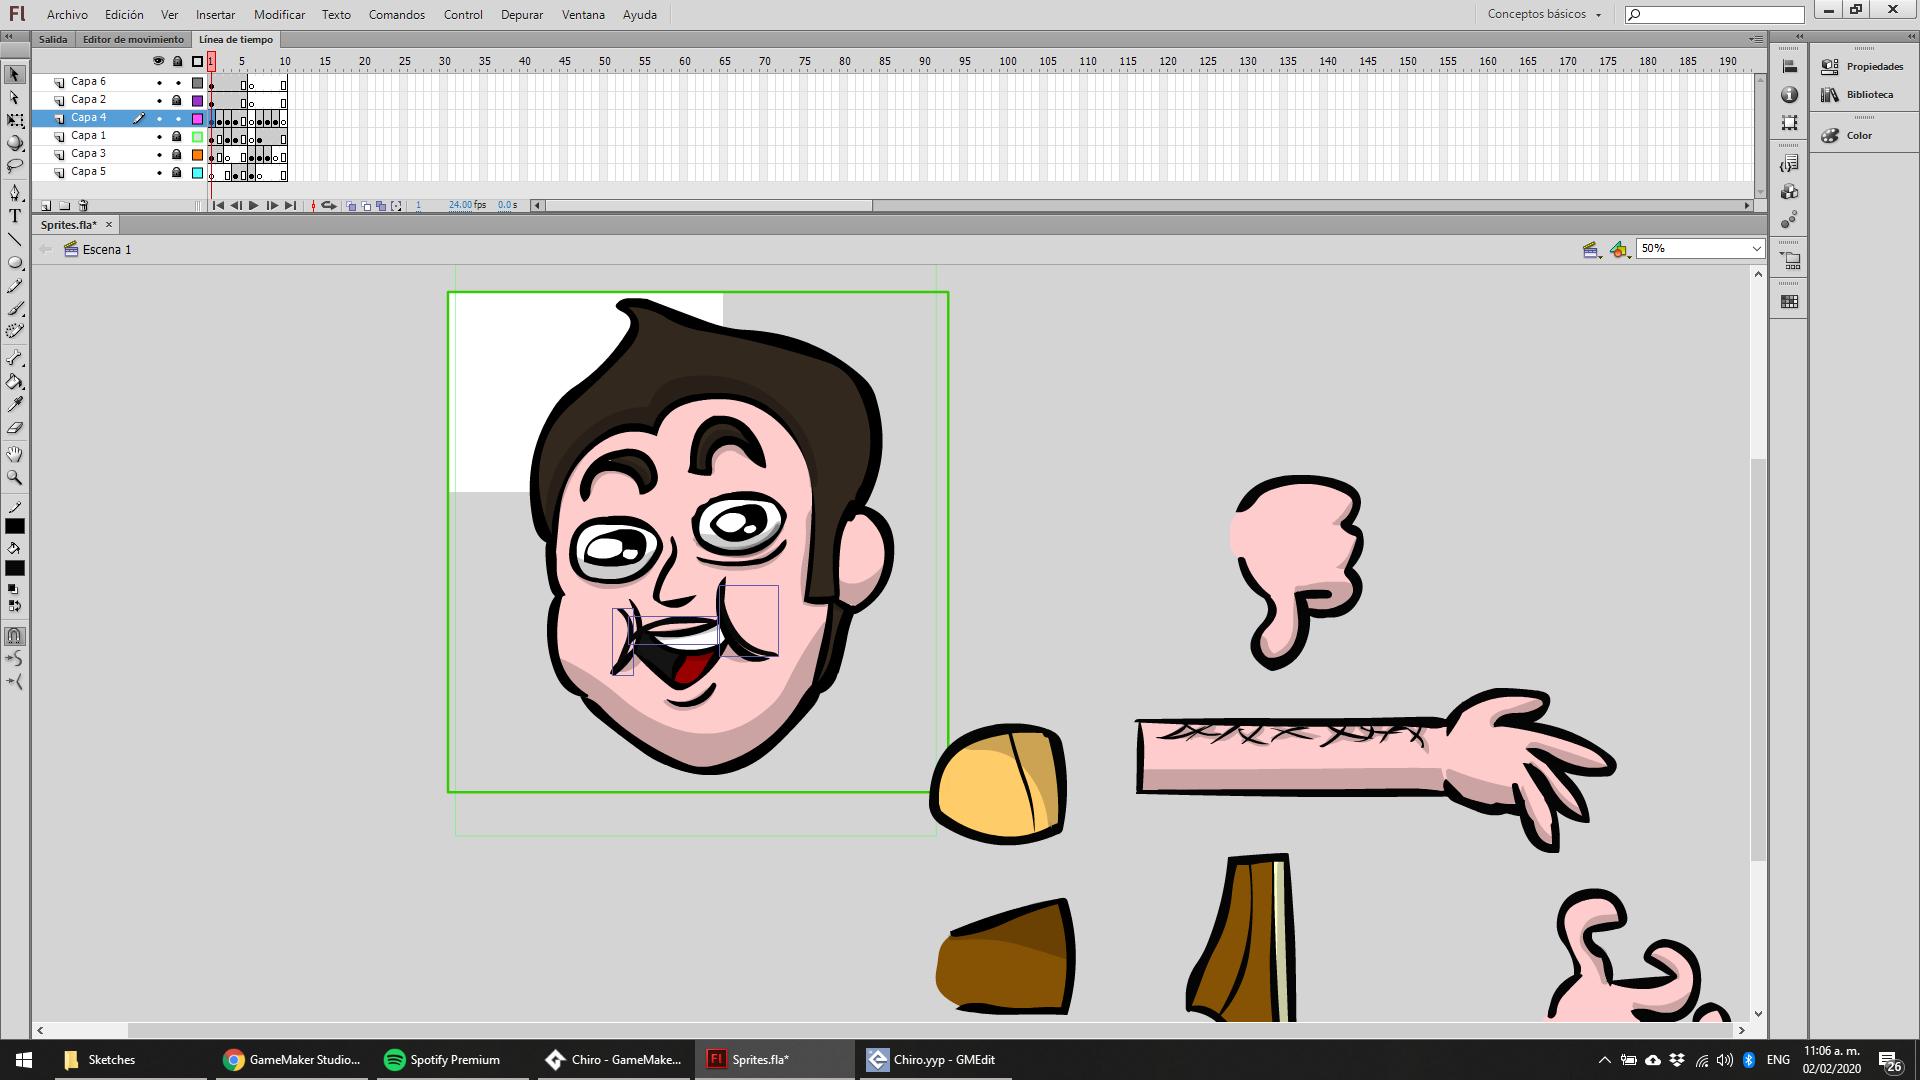 Fl Archivo Edición Ver Insertar Modificar Texto Comandos Control Depurar Ventana Ayuda Conceptos básicos
Salida Editor de movimiento Línea de tiempo
1 5 10 15 20 25 30 35 40 45 50 55 60 65 70 75 80 85 90 95 100 105 110 115 120 125 130 135 140 145 150 155 160 165 170 175 180 185 190
Capa 6
Capa 2
Capa 4
Capa 1
Capa 3
Capa 5
1 24.00 fps 0.0 s
Sprites.fla*
Escena 1 50%
Propiedades
Biblioteca
Color
Sketches GameMaker Studio... Spotify Premium Chiro - GameMake... Fl Sprites.fla* Chiro.yyp - GMEdit ENG 11:06 a. m.
02/02/2020 26